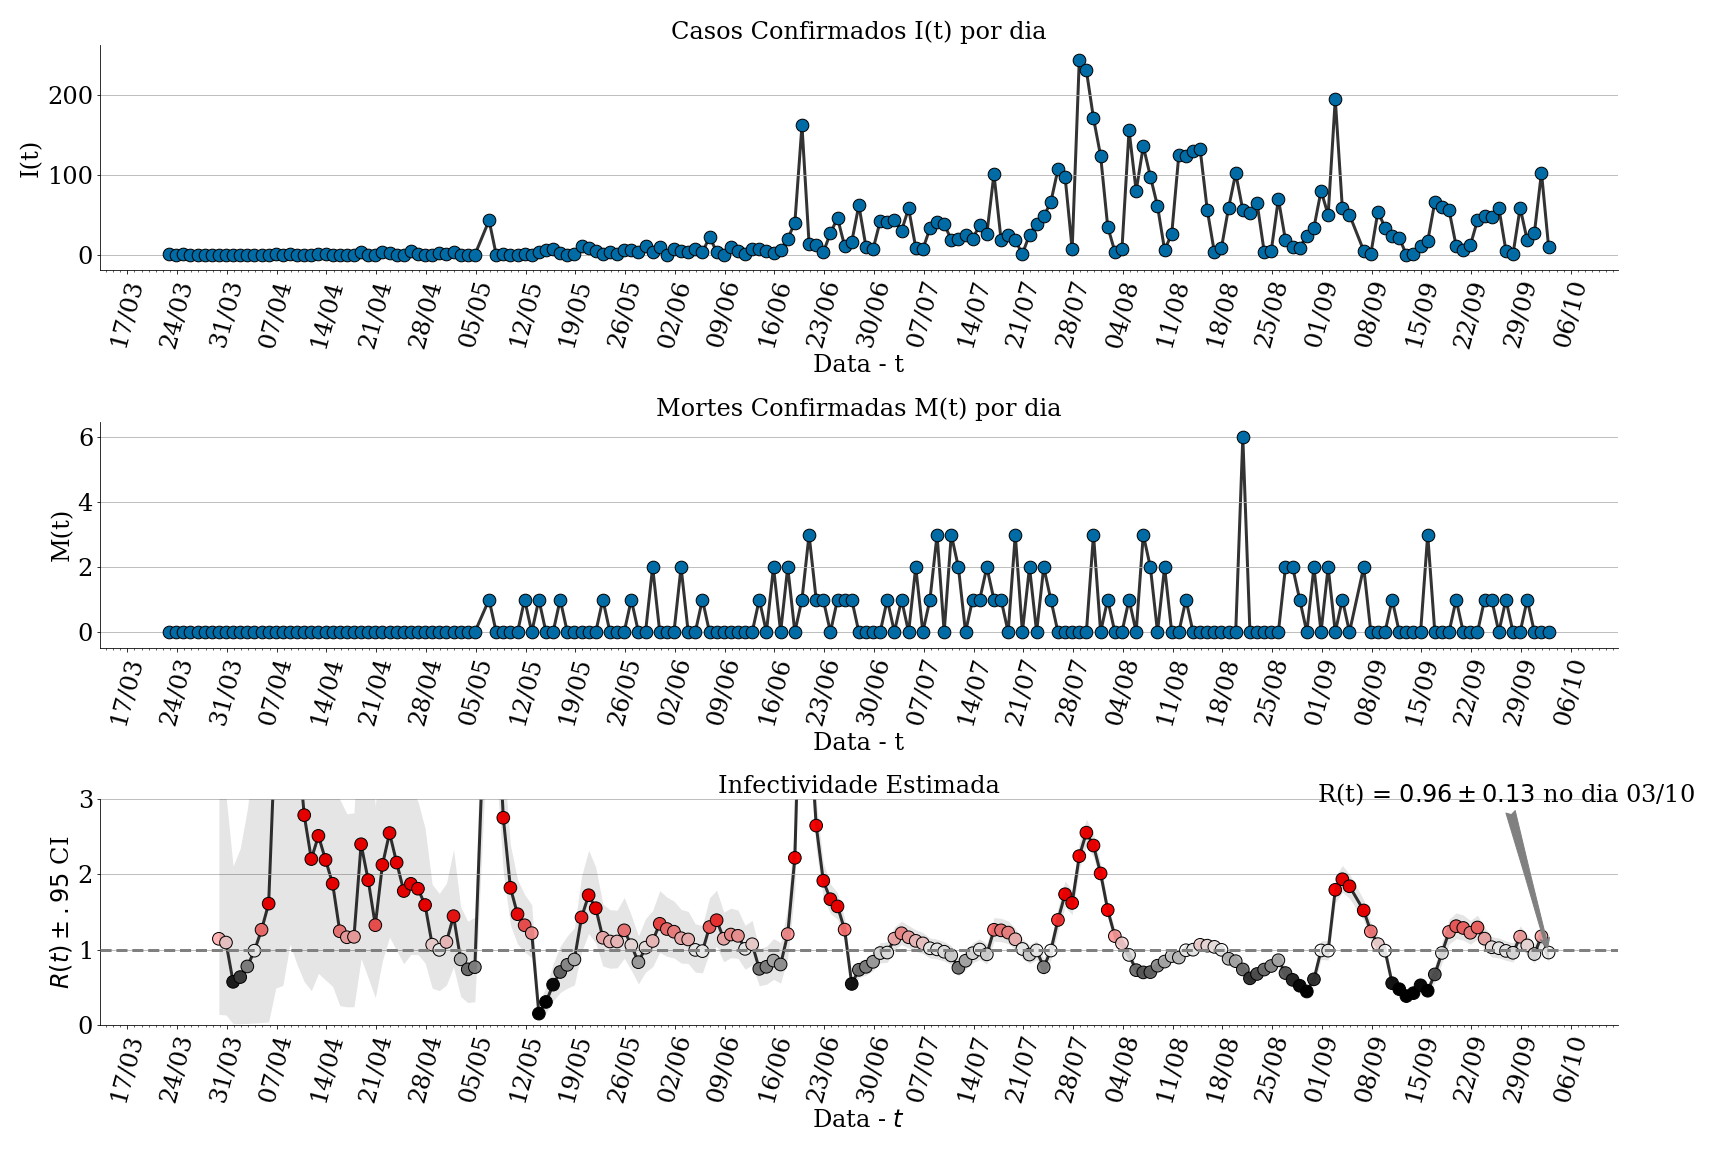 Casos Confirmados I(t) por dia
I(t)
200
100
0
17/03 24/03 31/03 07/04 14/04 21/04 28/04 05/05 12/05 19/05 26/05 02/06 09/06 16/06 23/06 30/06 07/07 14/07 21/07 28/07 04/08 11/08 18/08 25/08 01/09 08/09 15/09 22/09 29/09 06/10
Data - t
Mortes Confirmadas M(t) por dia
M(t)
6
4
2
0
17/03 24/03 31/03 07/04 14/04 21/04 28/04 05/05 12/05 19/05 26/05 02/06 09/06 16/06 23/06 30/06 07/07 14/07 21/07 28/07 04/08 11/08 18/08 25/08 01/09 08/09 15/09 22/09 29/09 06/10
Data - t
Infectividade Estimada
R(t) = 0.96 ± 0.13 no dia 03/10
R(t) ± .95 CI
3
2
1
0
17/03 24/03 31/03 07/04 14/04 21/04 28/04 05/05 12/05 19/05 26/05 02/06 09/06 16/06 23/06 30/06 07/07 14/07 21/07 28/07 04/08 11/08 18/08 25/08 01/09 08/09 15/09 22/09 29/09 06/10
Data - t